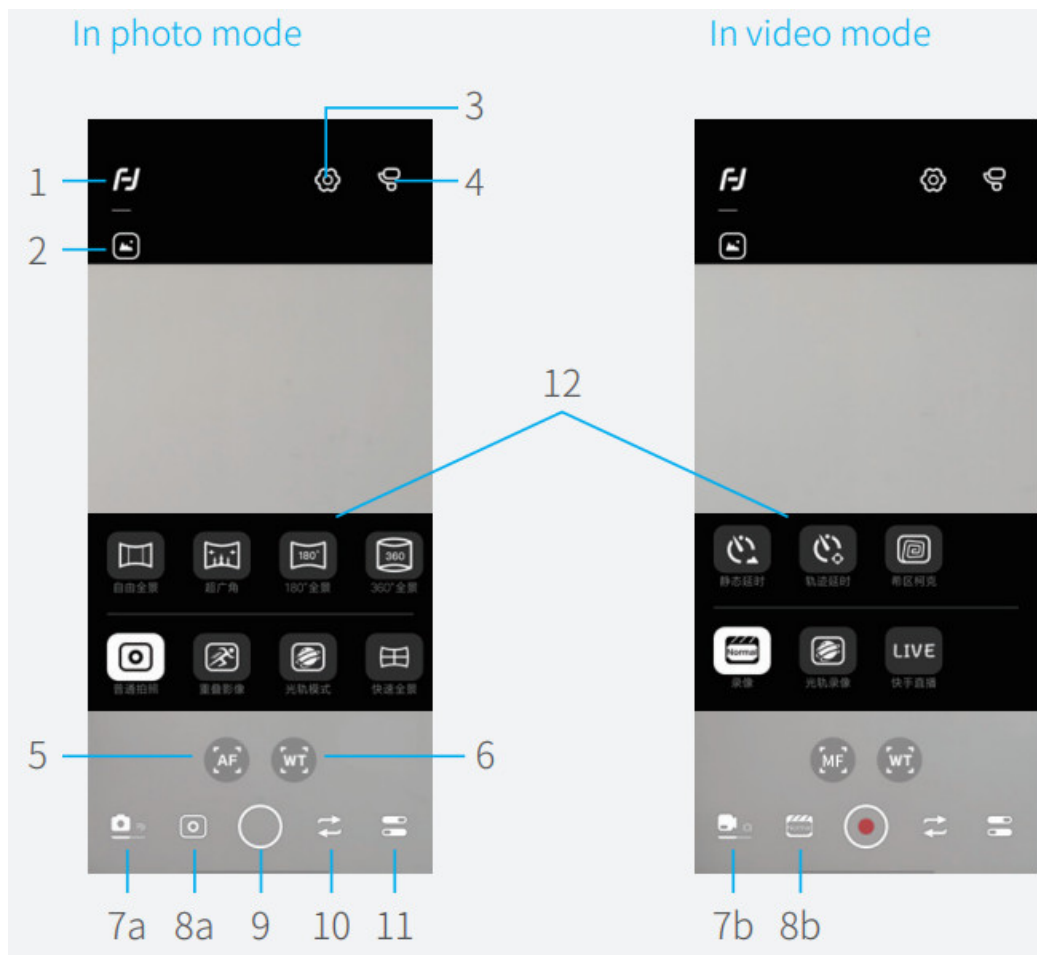 In photo mode
In video mode
3
1
4
2
12
180°
360
自由全景
超广角
180°全景
360°全景
静态延时
轨迹延时
希区柯克
Normal
LIVE
普通拍照
重叠影像
光轨模式
快速全景
录像
光轨录像
快手直播
5
AF
WT
6
MF
WT
Normal
7a
8a
9
10
11
7b
8b